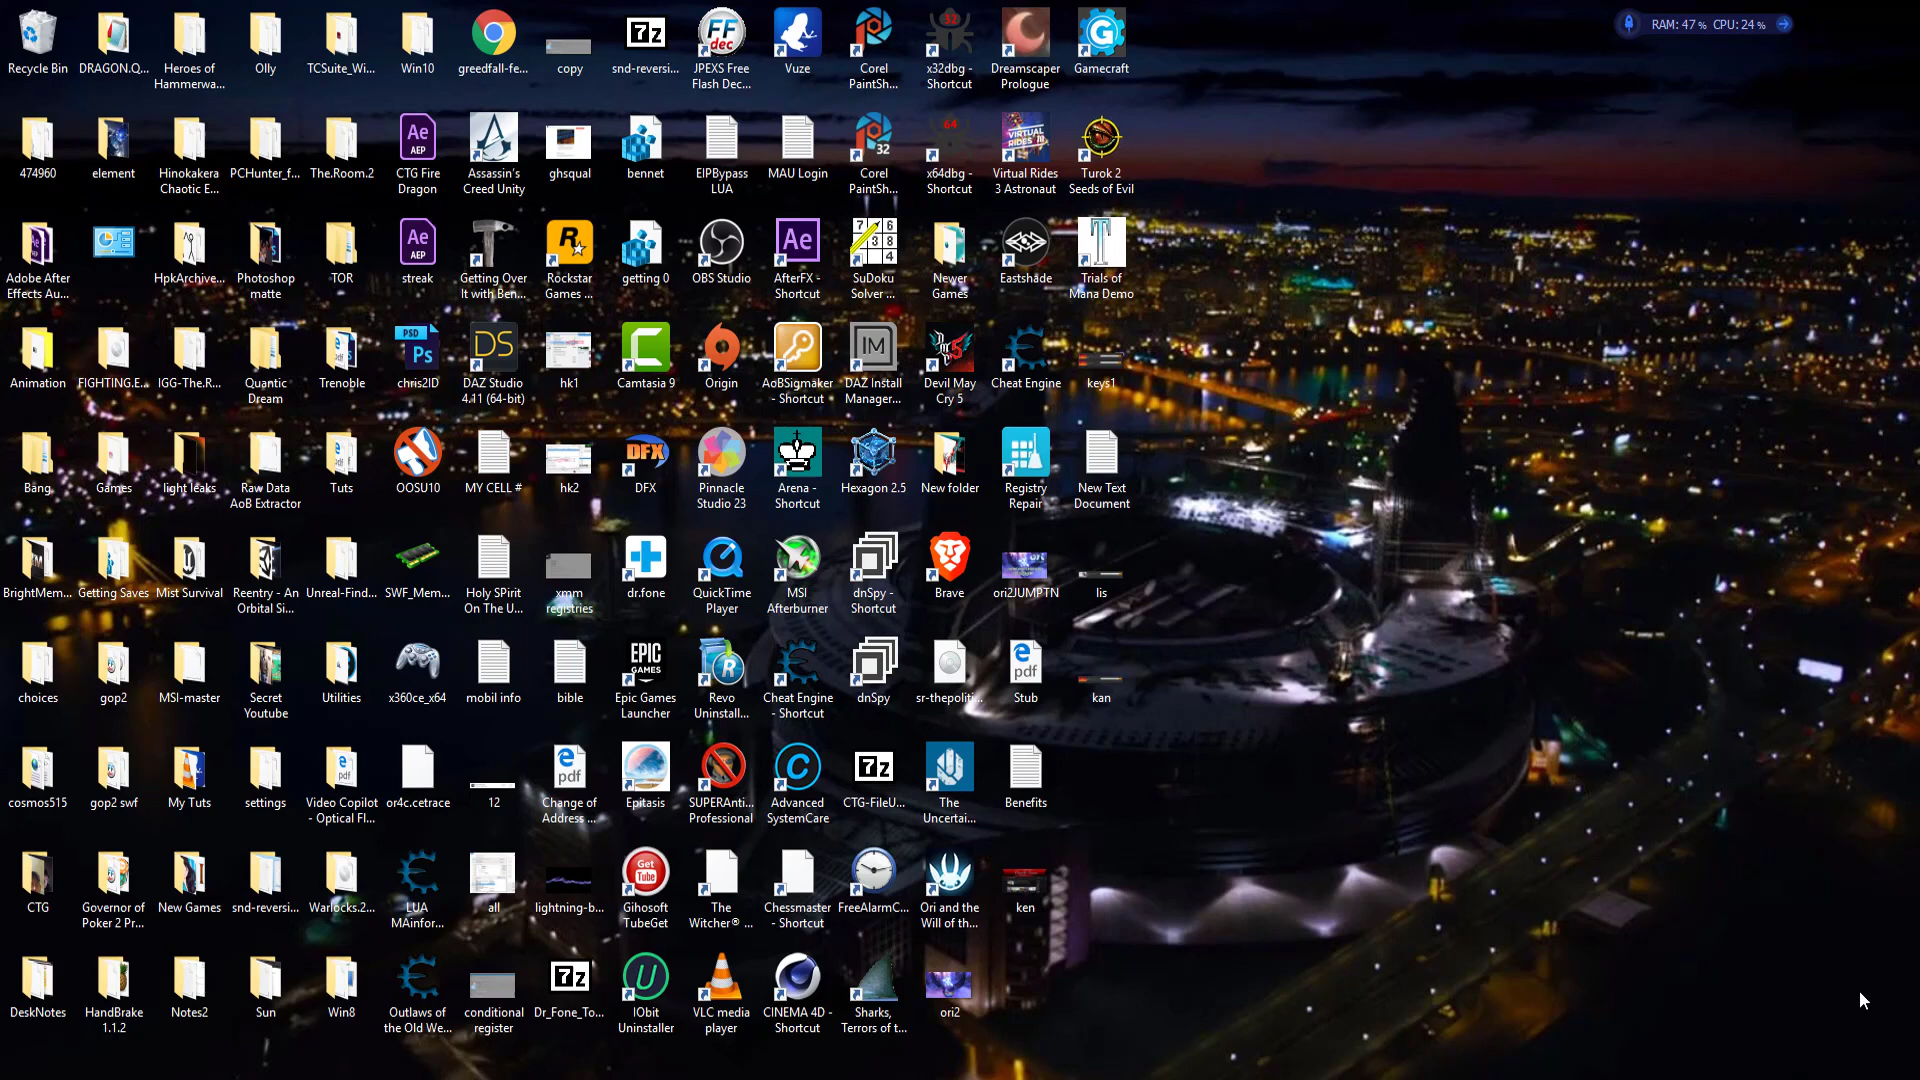 RAM: 47 % CPU: 24 %
Recycle Bin
DRAGON.Q...
Heroes of
Hammerwa...
Olly
TCSuite_Wi...
Win10
greedfall-fe...
copy
snd-reversi...
JPEXS Free
Flash Dec...
Vuze
Corel
PaintSh...
x32dbg -
Shortcut
Dreamscaper
Prologue
Gamecraft
474960
element
Hinokakera
Chaotic E...
PCHunter_f...
The.Room.2
CTG Fire
Dragon
Assassin's
Creed Unity
ghsqual
bennet
EIPBypass
LUA
MAU Login
Corel
PaintSh...
x64dbg -
Shortcut
Virtual Rides
3 Astronaut
Turok 2
Seeds of Evil
Adobe After
Effects Au...
HpkArchive...
Photoshop
matte
TOR
streak
Getting Over
It with Ben...
Rockstar
Games ...
getting 0
OBS Studio
AfterFX -
Shortcut
SuDoku
Solver ...
Newer
Games
Eastshade
Trials of
Mana Demo
Animation
FIGHTING.E...
IGG-The.R...
Quantic
Dream
Trenoble
chris2ID
DAZ Studio
4.11 (64-bit)
hk1
Camtasia 9
Origin
AoBSigmaker
- Shortcut
DAZ Install
Manager...
Devil May
Cry 5
Cheat Engine
keys1
Bang
Games
light leaks
Raw Data
AoB Extractor
Tuts
OOSU10
MY CELL #
hk2
DFX
Pinnacle
Studio 23
Arena -
Shortcut
Hexagon 2.5
New folder
Registry
Repair
New Text
Document
BrightMem...
Getting Saves
Mist Survival
Reentry - An
Orbital Si...
Unreal-Find...
SWF_Mem...
Holy SPirit
On The U...
xmm
registries
dr.fone
QuickTime
Player
MSI
Afterburner
dnSpy -
Shortcut
Brave
ori2JUMPTN
lis
choices
gop2
MSI-master
Secret
Youtube
Utilities
x360ce_x64
mobil info
bible
Epic Games
Launcher
Revo
Uninstall...
Cheat Engine
- Shortcut
dnSpy
sr-thepoliti...
Stub
kan
cosmos515
gop2 swf
My Tuts
settings
Video Copilot
- Optical Fl...
or4c.cetrace
12
Change of
Address ...
Epitasis
SUPERAnti...
Professional
Advanced
SystemCare
CTG-FileU...
The
Uncertai...
Benefits
CTG
Governor of
Poker 2 Pr...
New Games
snd-reversi...
Warlocks.2...
LUA
MAinfor...
all
lightning-b...
Gihosoft
TubeGet
The
Witcher® ...
Chessmaster
- Shortcut
FreeAlarmC...
Ori and the
Will of th...
ken
DeskNotes
HandBrake
1.1.2
Notes2
Sun
Win8
Outlaws of
the Old We...
conditional
register
Dr_Fone_To...
IObit
Uninstaller
VLC media
player
CINEMA 4D -
Shortcut
Sharks,
Terrors of t...
ori2